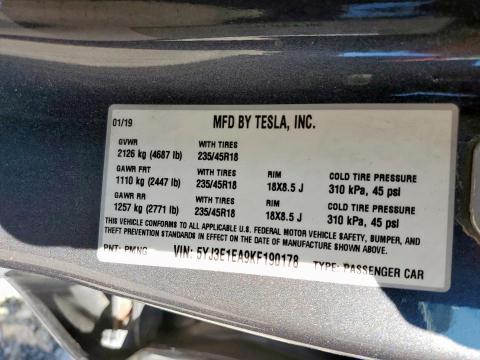 01/19 MFD BY TESLA, INC.
GVWR WITH TIRES
2126 kg (4687 lb) 235/45R18
GAWR FRT WITH TIRES RIM COLD TIRE PRESSURE
1110 kg (2447 lb) 235/45R18 18X8.5 J 310 kPa, 45 psi
GAWR RR WITH TIRES RIM COLD TIRE PRESSURE
1257 kg (2771 lb) 235/45R18 18X8.5 J 310 kPa, 45 psi
THIS VEHICLE CONFORMS TO ALL APPLICABLE U.S. FEDERAL MOTOR VEHICLE SAFETY, BUMPER, AND
THEFT PREVENTION STANDARDS IN EFFECT ON THE DATE OF MANUFACTURE SHOWN ABOVE.
PNT: PMNG VIN: 5YJ3E1EA9KF190178 TYPE: PASSENGER CAR